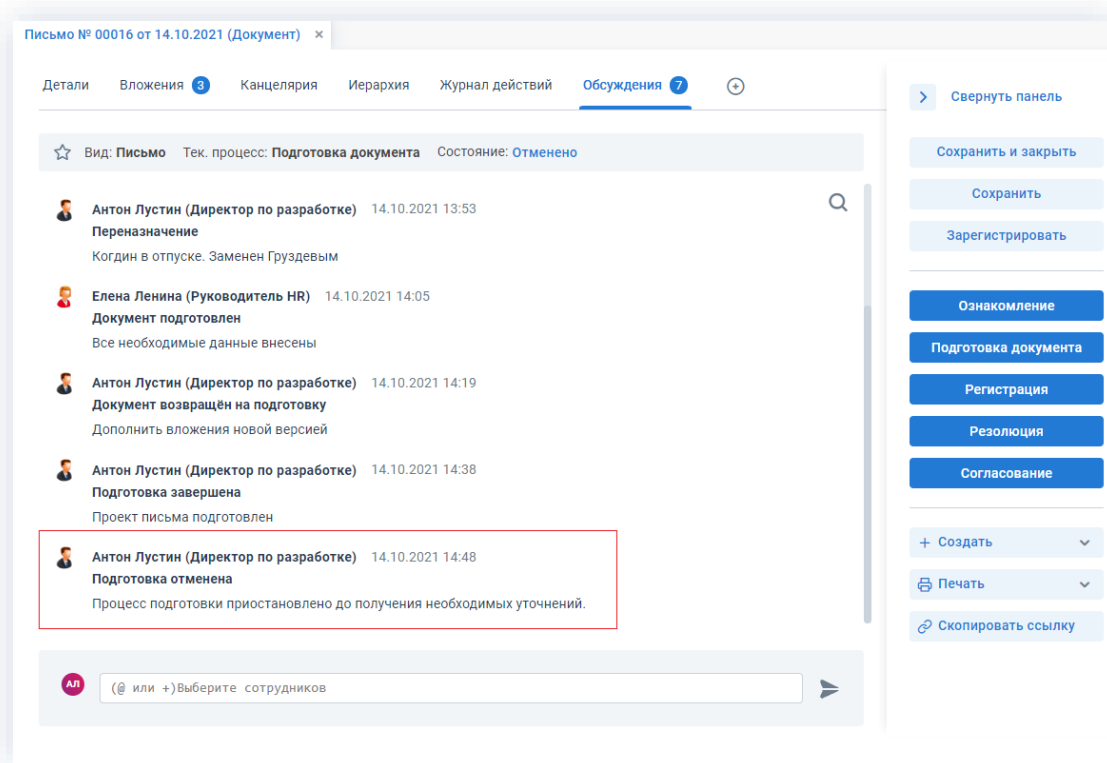 Письмо № 00016 от 14.10.2021 (Документ) ×
Детали Вложения 3 Канцелярия Иерархия Журнал действий Обсуждения 7
Вид: Письмо Тек. процесс: Подготовка документа Состояние: Отменено
Антон Лустин (Директор по разработке) 14.10.2021 13:53
Переназначение
Когдин в отпуске. Заменен Груздевым
Елена Ленина (Руководитель HR) 14.10.2021 14:05
Документ подготовлен
Все необходимые данные внесены
Антон Лустин (Директор по разработке) 14.10.2021 14:19
Документ возвращён на подготовку
Дополнить вложения новой версией
Антон Лустин (Директор по разработке) 14.10.2021 14:38
Подготовка завершена
Проект письма подготовлен
Антон Лустин (Директор по разработке) 14.10.2021 14:48
Подготовка отменена
Процесс подготовки приостановлено до получения необходимых уточнений.
АЛ (@ или +)Выберите сотрудников
Свернуть панель
Сохранить и закрыть
Сохранить
Зарегистрировать
Ознакомление
Подготовка документа
Регистрация
Резолюция
Согласование
+ Создать
Печать
Скопировать ссылку